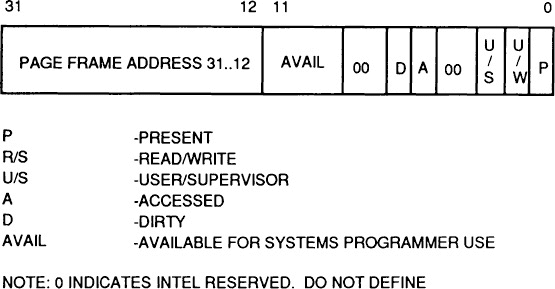 31 12 11 0
PAGE FRAME ADDRESS 31..12 AVAIL 00 D A 00 U/S U/W P
P -PRESENT
R/S -READ/WRITE
U/S -USER/SUPERVISOR
A -ACCESSED
D -DIRTY
AVAIL -AVAILABLE FOR SYSTEMS PROGRAMMER USE
NOTE: 0 INDICATES INTEL RESERVED. DO NOT DEFINE